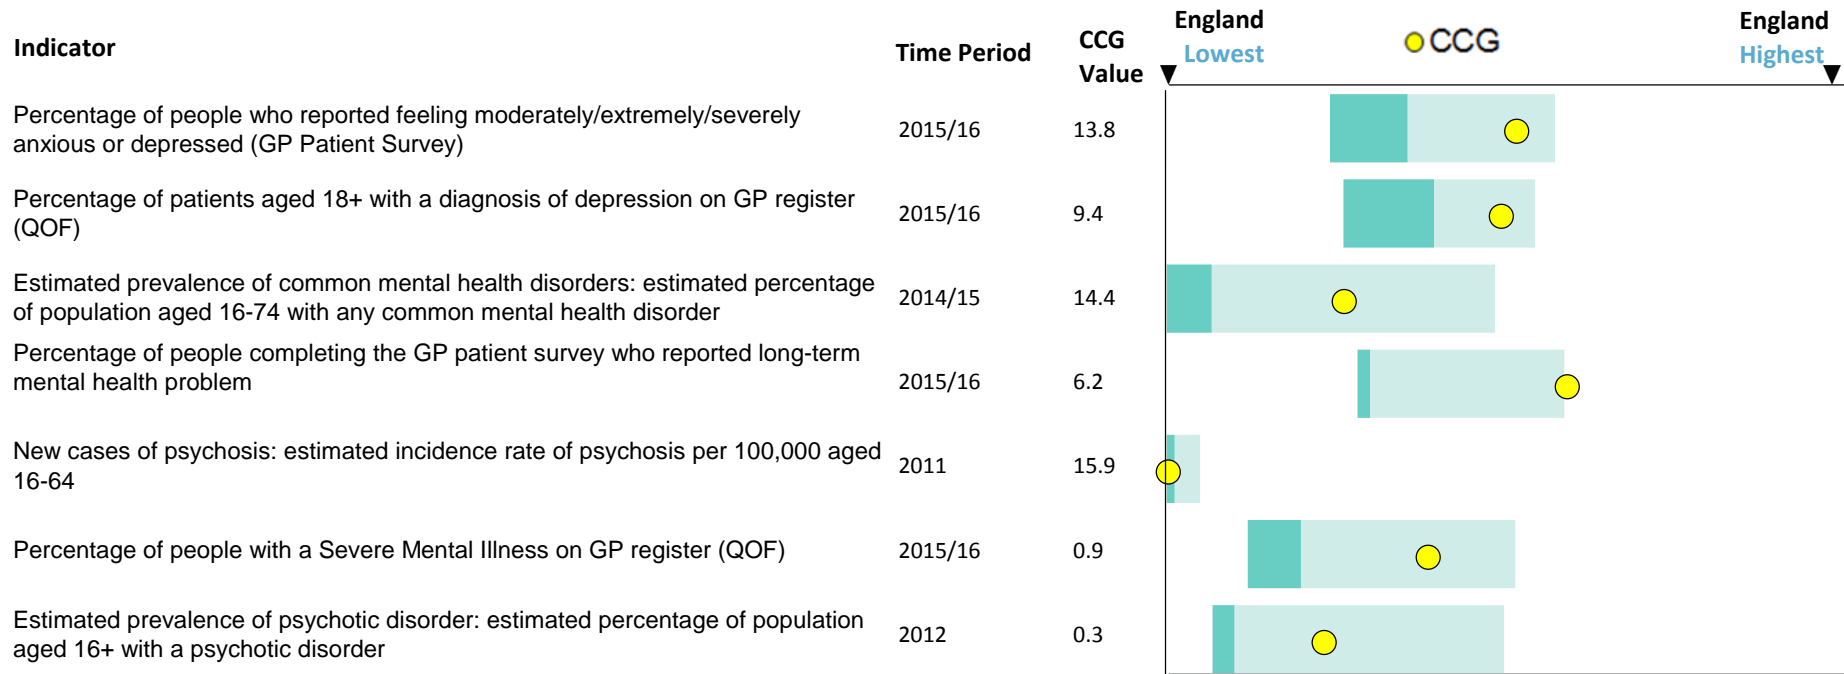 Indicator
Time Period
CCG
Value
England
Lowest
CCG
England
Highest
Percentage of people who reported feeling moderately/extremely/severely
anxious or depressed (GP Patient Survey)
2015/16
13.8
Percentage of patients aged 18+ with a diagnosis of depression on GP register
(QOF)
2015/16
9.4
Estimated prevalence of common mental health disorders: estimated percentage
of population aged 16-74 with any common mental health disorder
2014/15
14.4
Percentage of people completing the GP patient survey who reported long-term
mental health problem
2015/16
6.2
New cases of psychosis: estimated incidence rate of psychosis per 100,000 aged
16-64
2011
15.9
Percentage of people with a Severe Mental Illness on GP register (QOF)
2015/16
0.9
Estimated prevalence of psychotic disorder: estimated percentage of population
aged 16+ with a psychotic disorder
2012
0.3